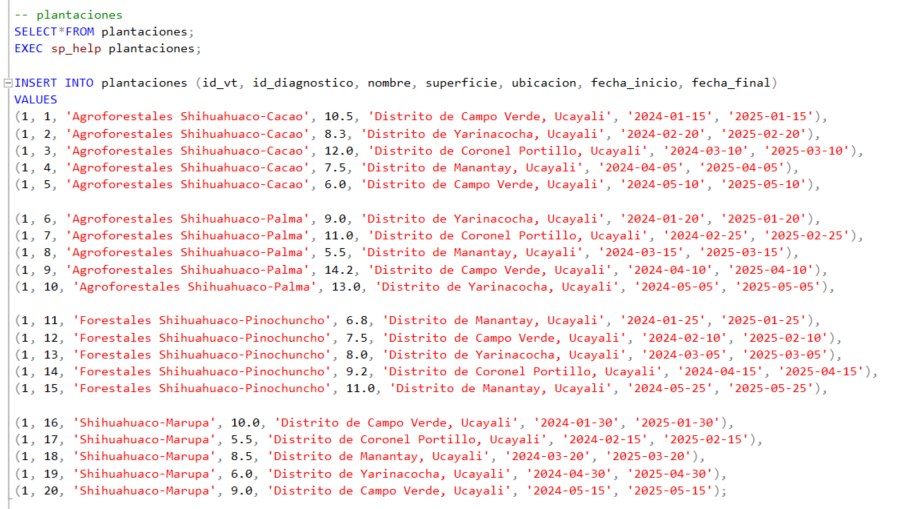 -- plantaciones
SELECT*FROM plantaciones;
EXEC sp_help plantaciones;
INSERT INTO plantaciones (id_vt, id_diagnostico, nombre, superficie, ubicacion, fecha_inicio, fecha_final)
VALUES
(1, 1, 'Agroforestales Shihuahuaco-Cacao', 10.5, 'Distrito de Campo Verde, Ucayali', '2024-01-15', '2025-01-15'),
(1, 2, 'Agroforestales Shihuahuaco-Cacao', 8.3, 'Distrito de Yarinacocha, Ucayali', '2024-02-20', '2025-02-20'),
(1, 3, 'Agroforestales Shihuahuaco-Cacao', 12.0, 'Distrito de Coronel Portillo, Ucayali', '2024-03-10', '2025-03-10'),
(1, 4, 'Agroforestales Shihuahuaco-Cacao', 7.5, 'Distrito de Manantay, Ucayali', '2024-04-05', '2025-04-05'),
(1, 5, 'Agroforestales Shihuahuaco-Cacao', 6.0, 'Distrito de Campo Verde, Ucayali', '2024-05-10', '2025-05-10'),
(1, 6, 'Agroforestales Shihuahuaco-Palma', 9.0, 'Distrito de Yarinacocha, Ucayali', '2024-01-20', '2025-01-20'),
(1, 7, 'Agroforestales Shihuahuaco-Palma', 11.0, 'Distrito de Coronel Portillo, Ucayali', '2024-02-25', '2025-02-25'),
(1, 8, 'Agroforestales Shihuahuaco-Palma', 5.5, 'Distrito de Manantay, Ucayali', '2024-03-15', '2025-03-15'),
(1, 9, 'Agroforestales Shihuahuaco-Palma', 14.2, 'Distrito de Campo Verde, Ucayali', '2024-04-10', '2025-04-10'),
(1, 10, 'Agroforestales Shihuahuaco-Palma', 13.0, 'Distrito de Yarinacocha, Ucayali', '2024-05-05', '2025-05-05'),
(1, 11, 'Forestales Shihuahuaco-Pinochuncho', 6.8, 'Distrito de Manantay, Ucayali', '2024-01-25', '2025-01-25'),
(1, 12, 'Forestales Shihuahuaco-Pinochuncho', 7.5, 'Distrito de Campo Verde, Ucayali', '2024-02-10', '2025-02-10'),
(1, 13, 'Forestales Shihuahuaco-Pinochuncho', 8.0, 'Distrito de Yarinacocha, Ucayali', '2024-03-05', '2025-03-05'),
(1, 14, 'Forestales Shihuahuaco-Pinochuncho', 9.2, 'Distrito de Coronel Portillo, Ucayali', '2024-04-15', '2025-04-15'),
(1, 15, 'Forestales Shihuahuaco-Pinochuncho', 11.0, 'Distrito de Manantay, Ucayali', '2024-05-25', '2025-05-25'),
(1, 16, 'Shihuahuaco-Marupa', 10.0, 'Distrito de Campo Verde, Ucayali', '2024-01-30', '2025-01-30'),
(1, 17, 'Shihuahuaco-Marupa', 5.5, 'Distrito de Coronel Portillo, Ucayali', '2024-02-15', '2025-02-15'),
(1, 18, 'Shihuahuaco-Marupa', 8.5, 'Distrito de Manantay, Ucayali', '2024-03-20', '2025-03-20'),
(1, 19, 'Shihuahuaco-Marupa', 6.0, 'Distrito de Yarinacocha, Ucayali', '2024-04-30', '2025-04-30'),
(1, 20, 'Shihuahuaco-Marupa', 9.0, 'Distrito de Campo Verde, Ucayali', '2024-05-15', '2025-05-15');